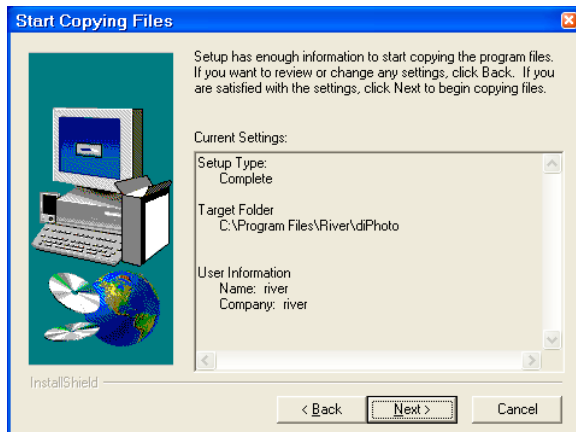 Start Copying Files
Setup has enough information to start copying the program files.
If you want to review or change any settings, click Back.  If you
are satisfied with the settings, click Next to begin copying files.
Current Settings:
Setup Type:
Complete
Target Folder
C:\Program Files\River\diPhoto
User Information
Name:  river
Company:  river
InstallShield
< Back
Next >
Cancel